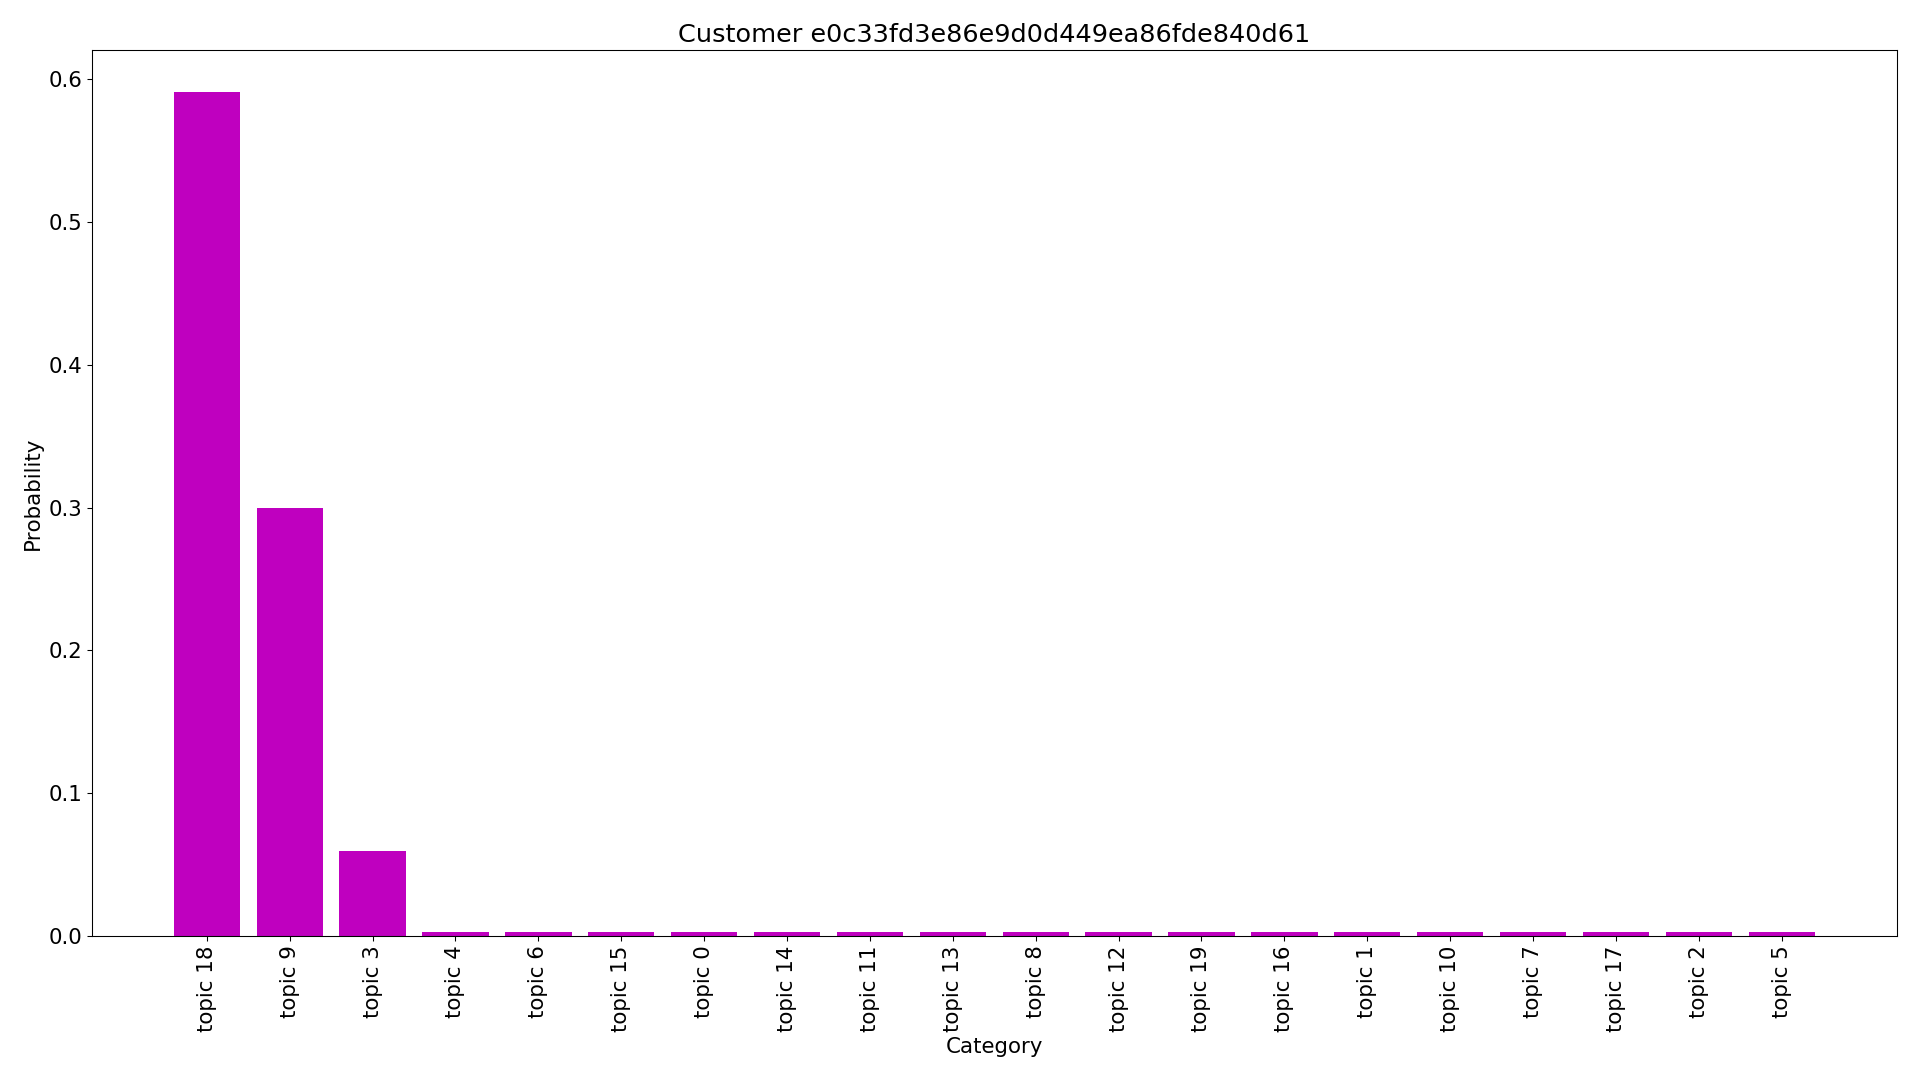 Customer e0c33fd3e86e9d0d449ea86fde840d61
Probability
0.6
0.5
0.4
0.3
0.2
0.1
0.0
topic 18
topic 9
topic 3
topic 4
topic 6
topic 15
topic 0
topic 14
topic 11
topic 13
topic 8
topic 12
topic 19
topic 16
topic 1
topic 10
topic 7
topic 17
topic 2
topic 5
Category